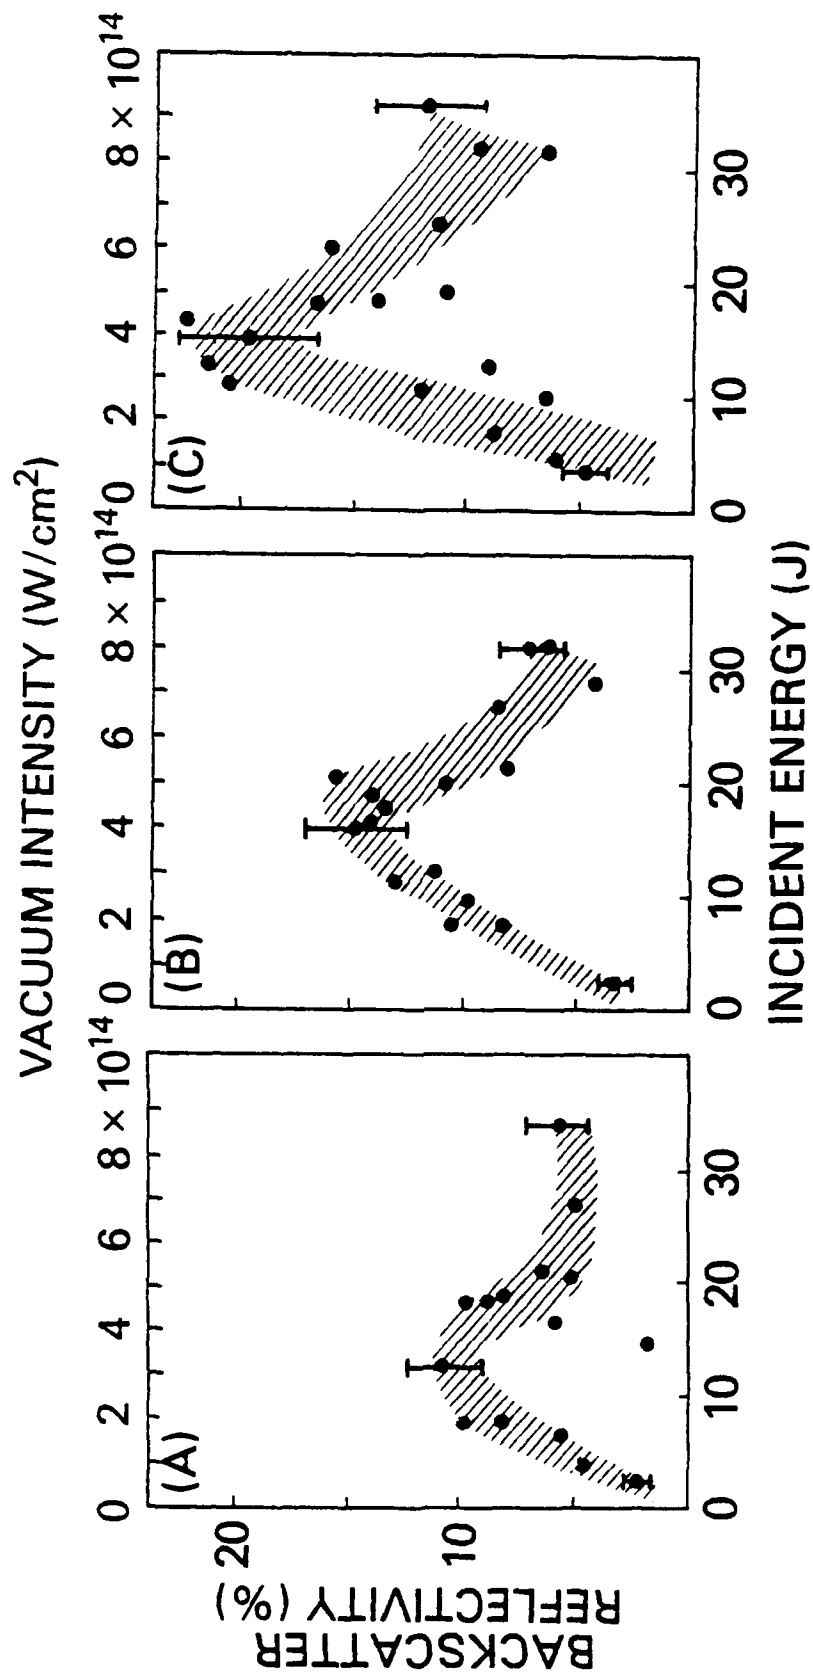 VACUUM INTENSITY (W/cm²)
0 2 4 6 8 × 10¹⁴
0 2 4 6 8 × 10¹⁴
0 2 4 6 8 × 10¹⁴
(A)
(B)
(C)
20
10
BACKSCATTER
REFLECTIVITY (%)
0 10 20 30
0 10 20 30
0 10 20 30
INCIDENT ENERGY (J)